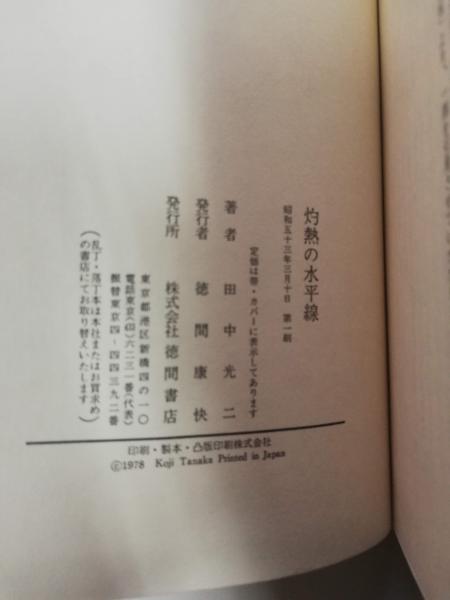 灼熱の水平線
昭和五十三年三月十日　第一刷
定価は帯・カバーに表示してあります
著者　田中光二
発行者　徳間康快
発行所　株式会社徳間書店
東京都港区新橋四の一〇
電話東京(四三三)六二三一番(代表)
振替東京四―四四三九二番
(乱丁・落丁本は本社またはお買求め
の書店にてお取り替えいたします)
印刷・製本・凸版印刷株式会社
©1978 Koji Tanaka Printed in Japan